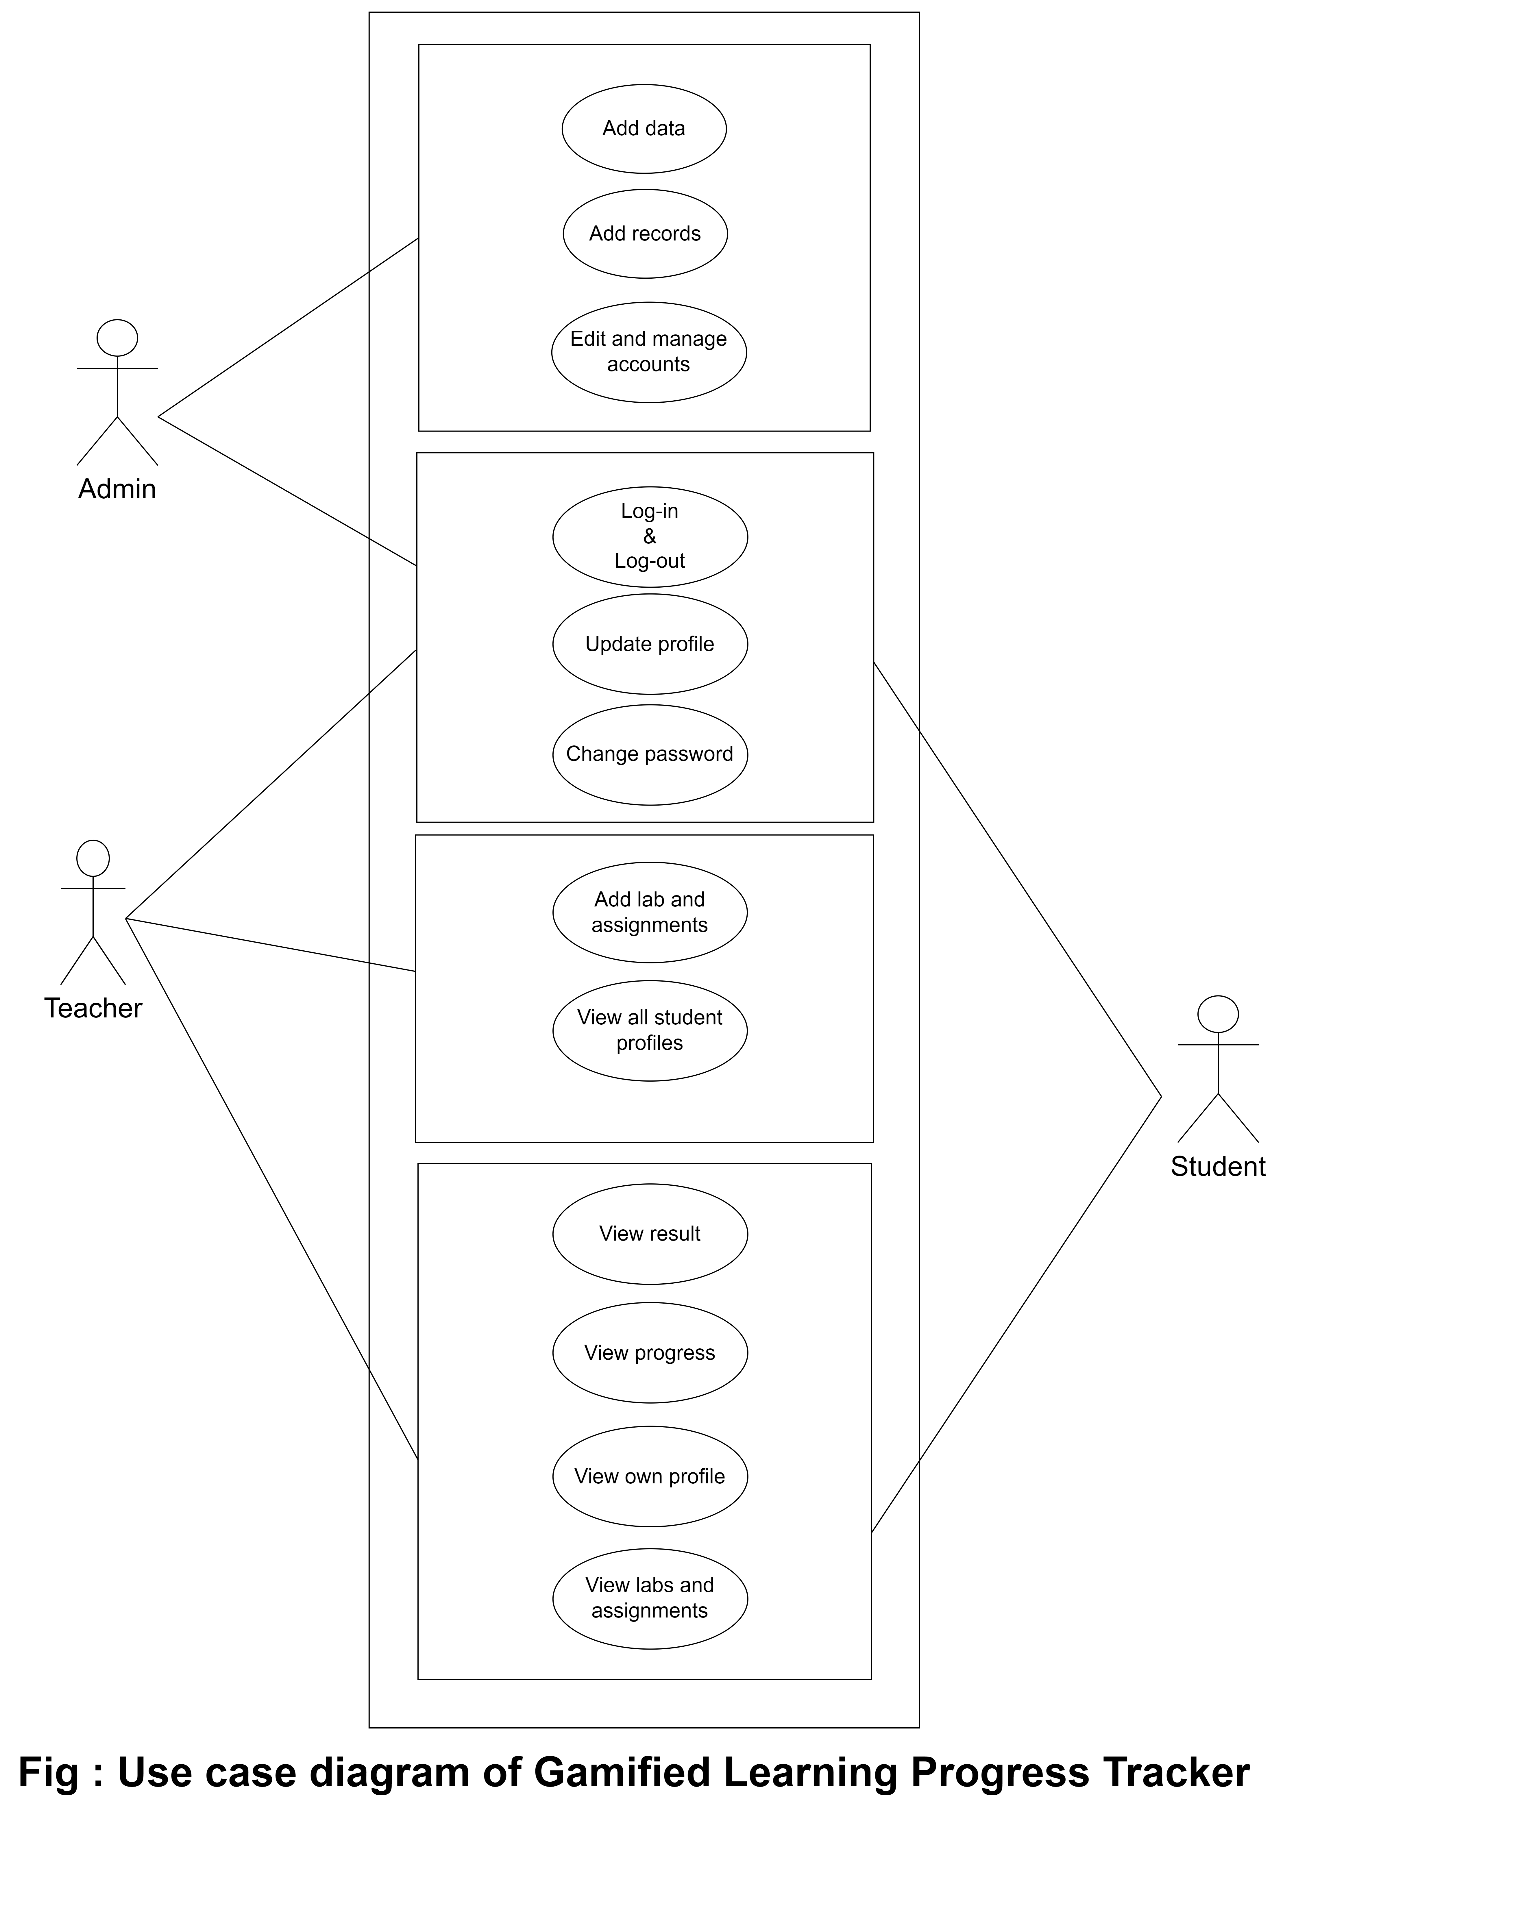 Add data
Add records
Edit and manage
accounts
Admin
Log-in
&
Log-out
Update profile
Change password
Add lab and
assignments
Teacher
View all student
profiles
Student
View result
View progress
View own profile
View labs and
assignments
Fig : Use case diagram of Gamified Learning Progress Tracker